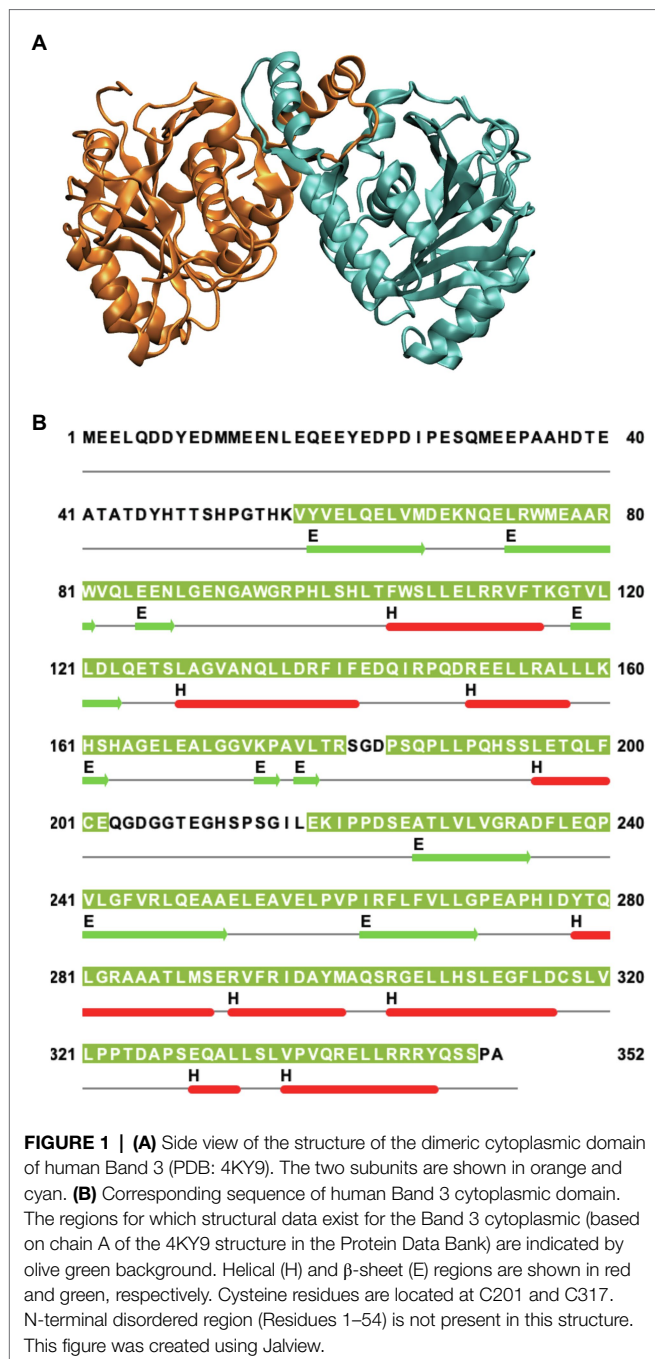 A
B
1 MEELQDDYEDMMEENLEQEEYEDPDIPESQMEEPAAHDTE 40
41 ATATDYHTTSHPGTHKVYVELQELVMDEKNQELRWMEAAR 80
E E
81 WVQLEENLGENGAWGRPHLSHLTFWSLLELRRVFTKGTVL 120
E H E
121 LDLQETSLAGVANQLLDRFIFEDQIRPQDREELLRALLLK 160
H H
161 HSHAGELEALGGVKPAVLTRSGDPSQPLLPQHSSLETQLF 200
E E E H
201 CEQGDGGTEGHSPSGILEKIPPDSEATLVLVGRADFLEQP 240
E
241 VLGFVRLQEAAELEAVELPVPIRFLFVLLGPEAPHIDYTQ 280
E E H
281 LGRAAATLMSERVFRIDAYMAQSRGELLHSLEGFLDCSLV 320
H H
321 LPPTDAPSEQALLSLVPVQRELLRRRYQSSPA 352
H H
FIGURE 1 | (A) Side view of the structure of the dimeric cytoplasmic domain
of human Band 3 (PDB: 4KY9). The two subunits are shown in orange and
cyan. (B) Corresponding sequence of human Band 3 cytoplasmic domain.
The regions for which structural data exist for the Band 3 cytoplasmic (based
on chain A of the 4KY9 structure in the Protein Data Bank) are indicated by
olive green background. Helical (H) and β-sheet (E) regions are shown in red
and green, respectively. Cysteine residues are located at C201 and C317.
N-terminal disordered region (Residues 1–54) is not present in this structure.
This figure was created using Jalview.